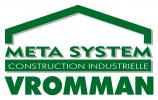 META SYSTEM
CONSTRUCTION INDUSTRIELLE
VROMMAN